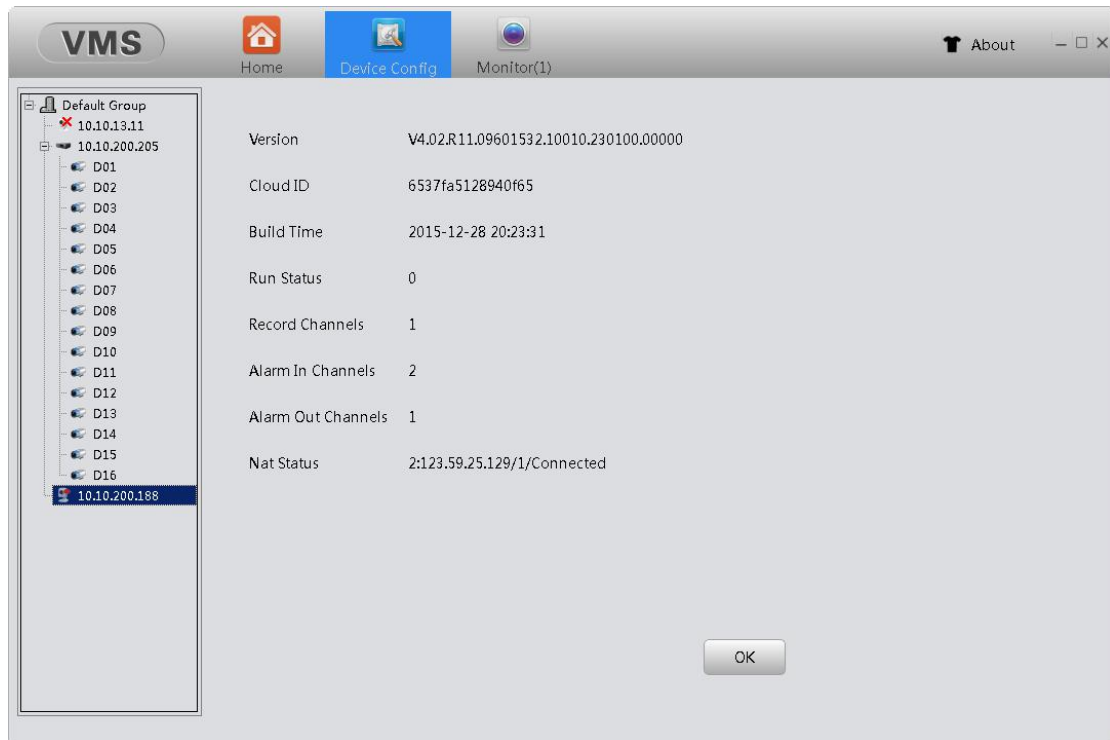 VMS
Home
Device Config
Monitor(1)
About
Default Group
10.10.13.11
10.10.200.205
D01
D02
D03
D04
D05
D06
D07
D08
D09
D10
D11
D12
D13
D14
D15
D16
10.10.200.188
Version V4.02.R11.09601532.10010.230100.00000
Cloud ID 6537fa5128940f65
Build Time 2015-12-28 20:23:31
Run Status 0
Record Channels 1
Alarm In Channels 2
Alarm Out Channels 1
Nat Status 2:123.59.25.129/1/Connected
OK